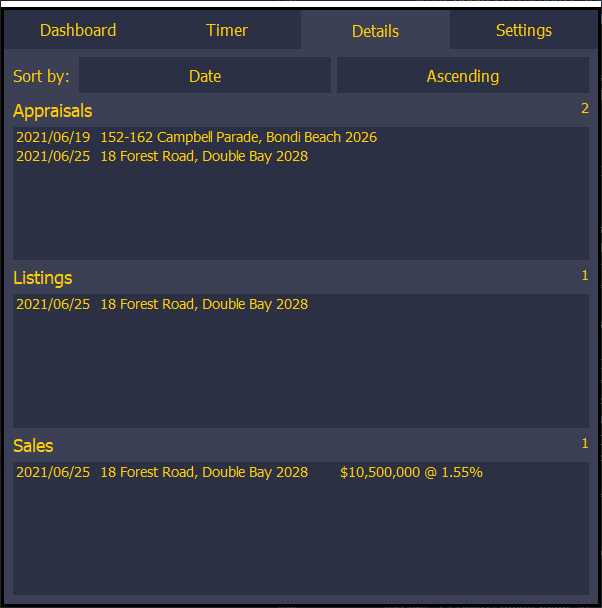 Dashboard Timer Details Settings
Sort by: Date Ascending
Appraisals 2
2021/06/19 152-162 Campbell Parade, Bondi Beach 2026
2021/06/25 18 Forest Road, Double Bay 2028
Listings 1
2021/06/25 18 Forest Road, Double Bay 2028
Sales 1
2021/06/25 18 Forest Road, Double Bay 2028 $10,500,000 @ 1.55%